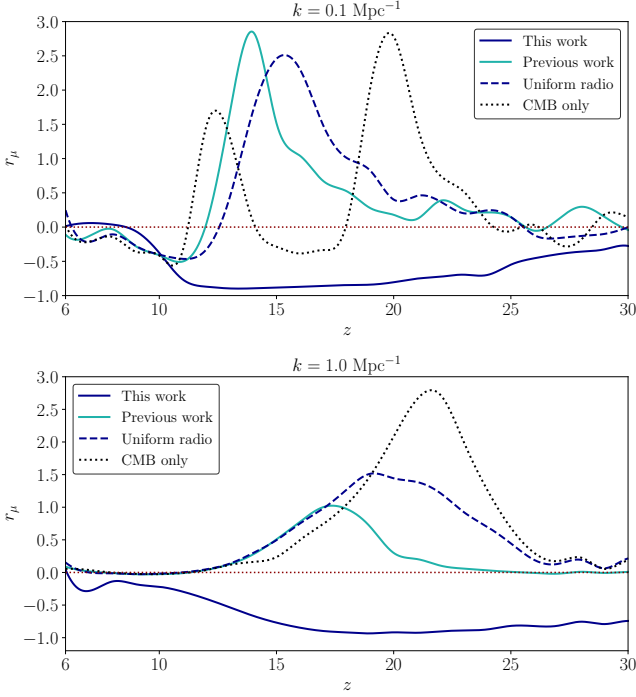 k = 0.1 Mpc⁻¹
3.0
2.5
2.0
1.5
1.0
0.5
0.0
−0.5
−1.0
r_μ
This work
Previous work
Uniform radio
CMB only
6 10 15 20 25 30
z
k = 1.0 Mpc⁻¹
3.0
2.5
2.0
1.5
1.0
0.5
0.0
−0.5
−1.0
r_μ
This work
Previous work
Uniform radio
CMB only
6 10 15 20 25 30
z